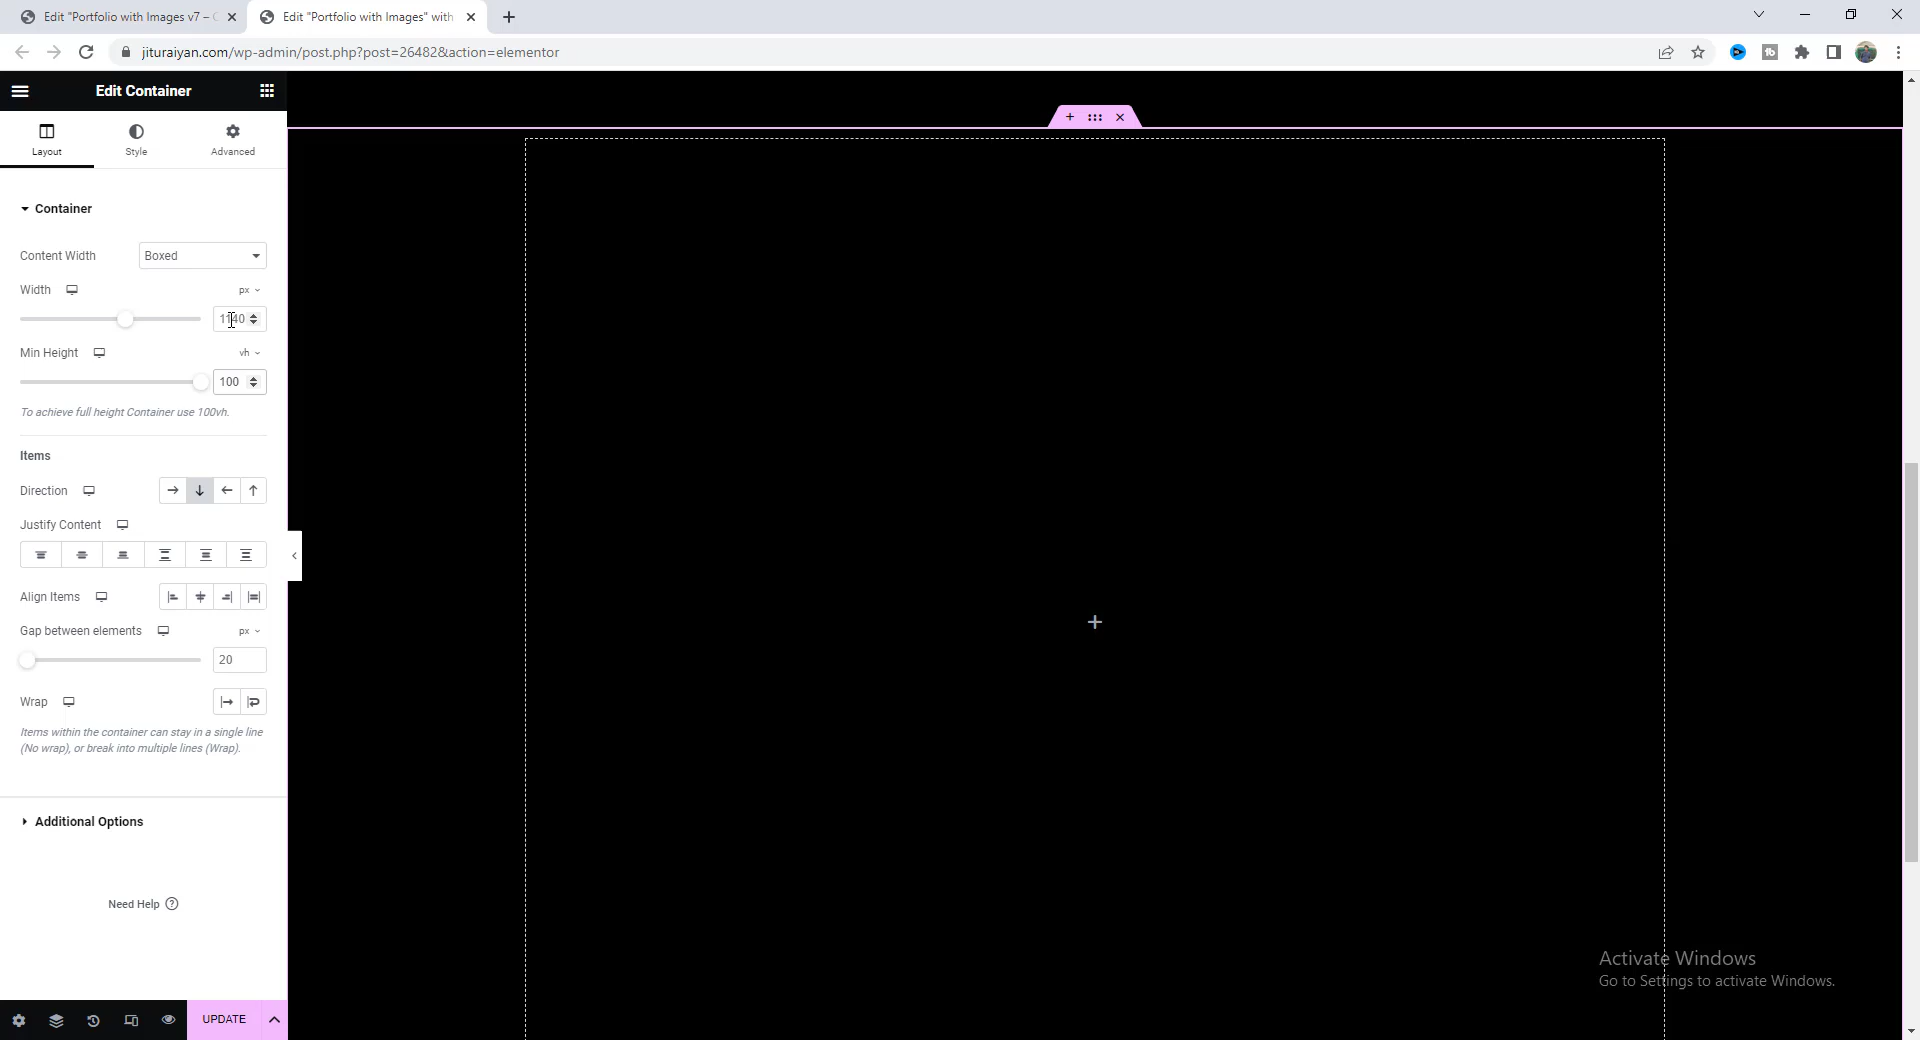 Edit "Portfolio with Images v7 –
Edit "Portfolio with Images" with
jituraiyan.com/wp-admin/post.php?post=26482&action=elementor
Edit Container
Layout
Style
Advanced
Container
Content Width
Boxed
Width
px
1140
Min Height
vh
100
To achieve full height Container use 100vh.
Items
Direction
Justify Content
Align Items
Gap between elements
px
20
Wrap
Items within the container can stay in a single line
(No wrap), or break into multiple lines (Wrap).
Additional Options
Need Help
UPDATE
Activate Windows
Go to Settings to activate Windows.